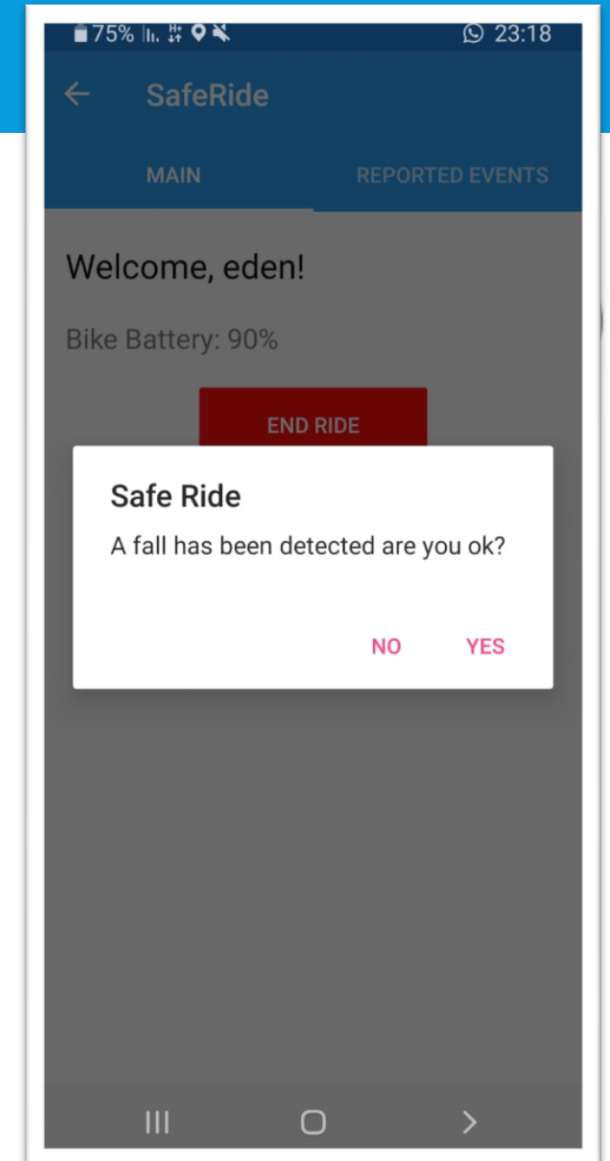 75% 23:18
SafeRide
MAIN REPORTED EVENTS
Welcome, eden!
Bike Battery: 90%
END RIDE
Safe Ride
A fall has been detected are you ok?
NO YES